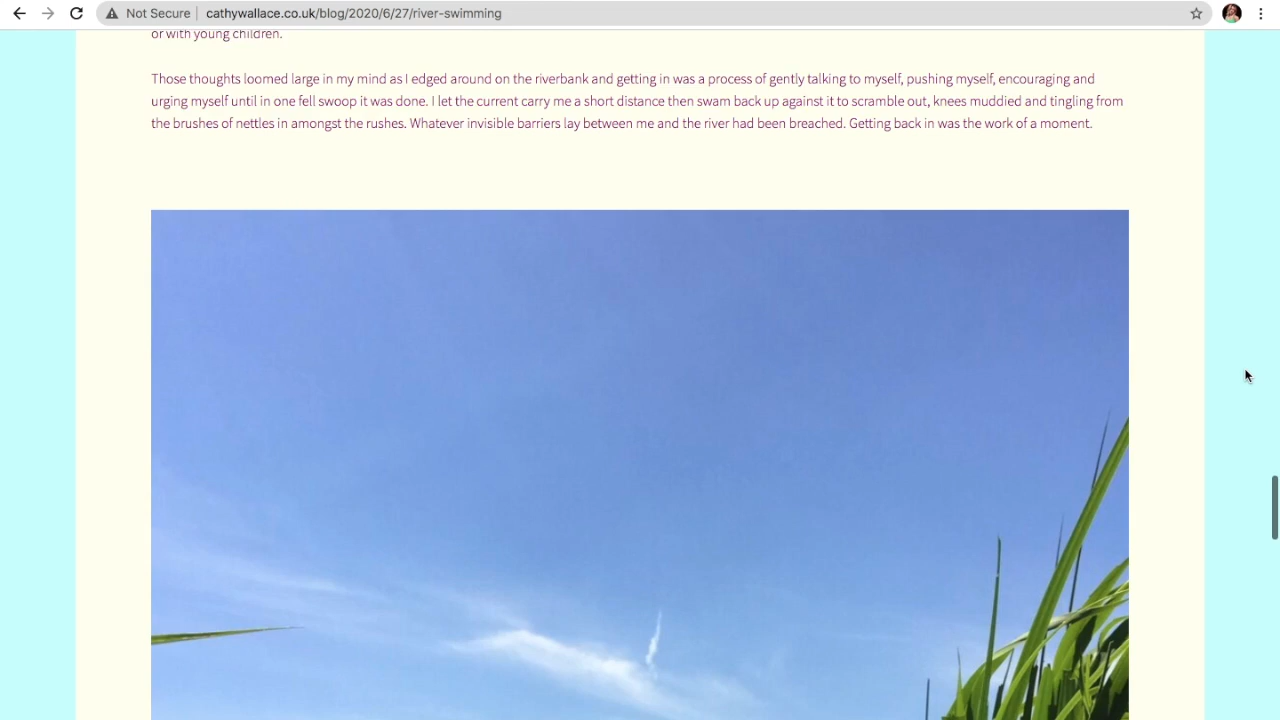 Not Secure
cathywallace.co.uk/blog/2020/6/27/river-swimming
or with young children.
Those thoughts loomed large in my mind as I edged around on the riverbank and getting in was a process of gently talking to myself, pushing myself, encouraging and
urging myself until in one fell swoop it was done. I let the current carry me a short distance then swam back up against it to scramble out, knees muddied and tingling from
the brushes of nettles in amongst the rushes. Whatever invisible barriers lay between me and the river had been breached. Getting back in was the work of a moment.